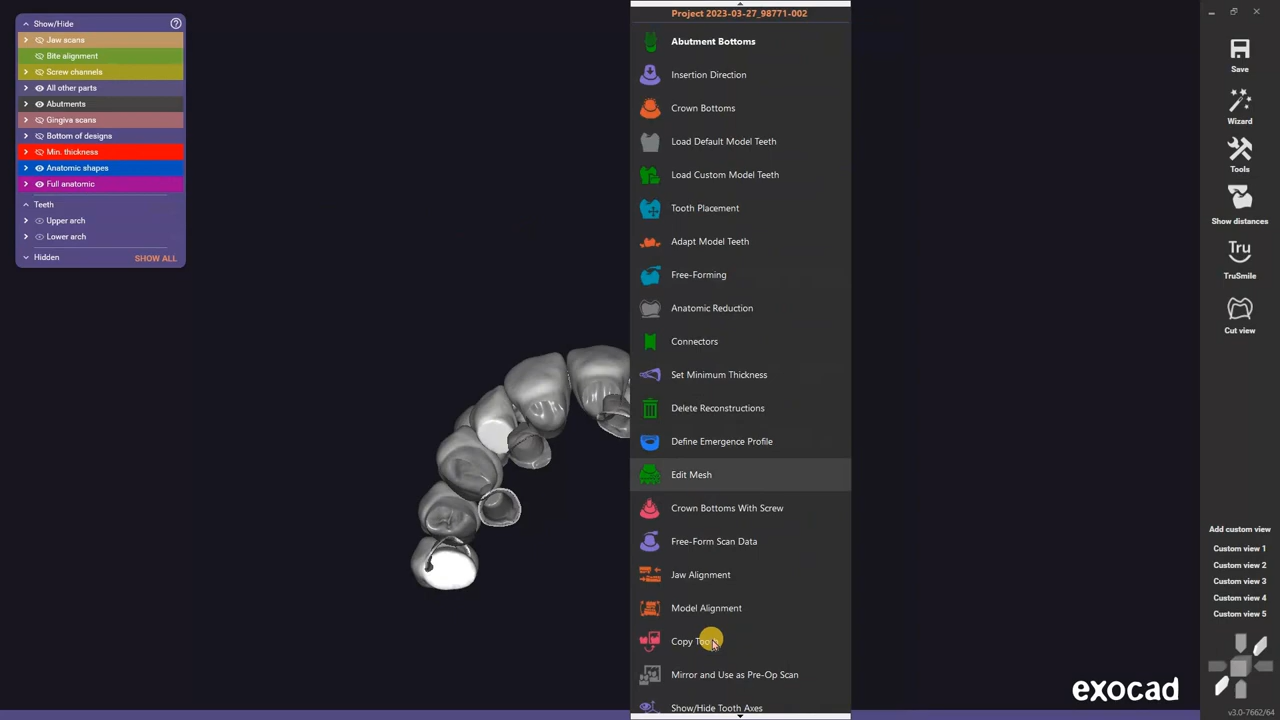 Show/Hide
Jaw scans
Bite alignment
Screw channels
All other parts
Abutments
Gingiva scans
Bottom of designs
Min. thickness
Anatomic shapes
Full anatomic
Teeth
Upper arch
Lower arch
Hidden SHOW ALL
Project 2023-03-27_98771-002
Abutment Bottoms
Insertion Direction
Crown Bottoms
Load Default Model Teeth
Load Custom Model Teeth
Tooth Placement
Adapt Model Teeth
Free-Forming
Anatomic Reduction
Connectors
Set Minimum Thickness
Delete Reconstructions
Define Emergence Profile
Edit Mesh
Crown Bottoms With Screw
Free-Form Scan Data
Jaw Alignment
Model Alignment
Copy
Mirror and Use as Pre-Op Scan
Show/Hide Tooth Axes
Save
Wizard
Tools
Show distances
Tru
TruSmile
Cut view
Add custom view
Custom view 1
Custom view 2
Custom view 3
Custom view 4
Custom view 5
exocad
v3.0-7662/64